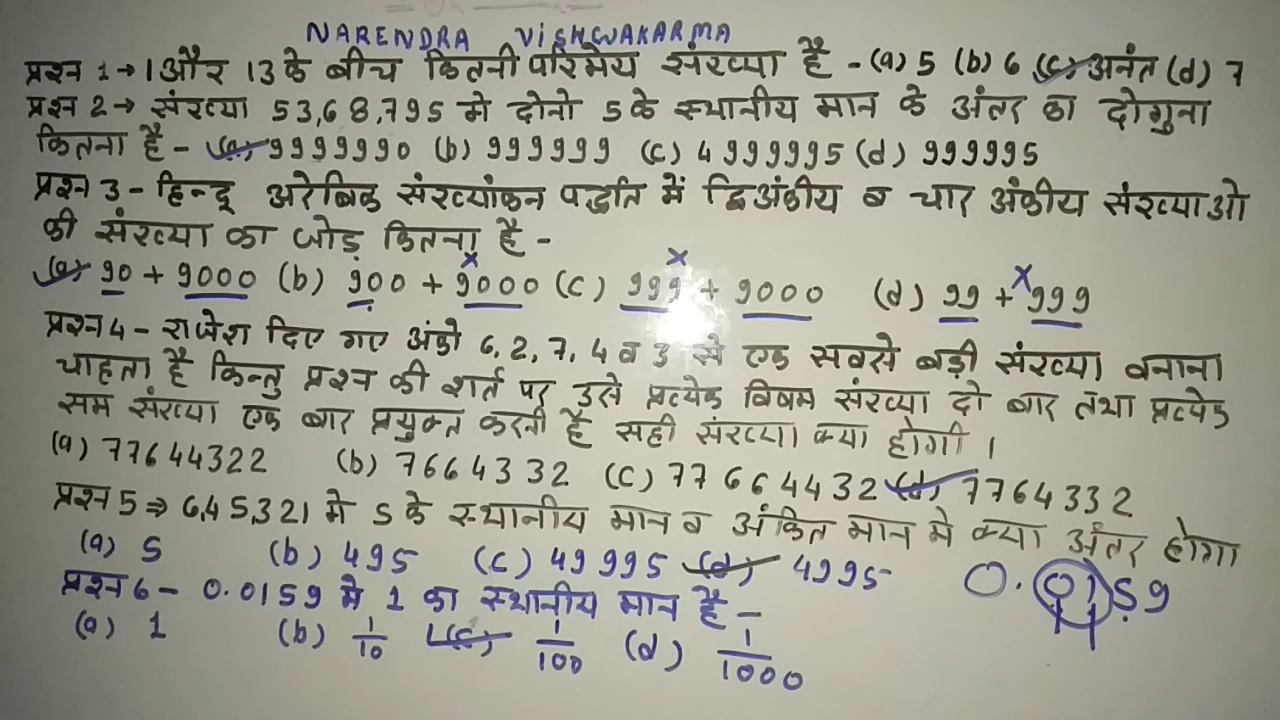 NARENDRA VISHWAKARMA
प्रश्न 1→ 1 और 13 के बीच कितनी परिमेय संख्या है - (a) 5 (b) 6 (c) अनंत (d) 7
प्रश्न 2→ संख्या 53,68,795 मे दोनो 5 के स्थानीय मान के अंतर का दोगुना
कितना है - (a) 9999990 (b) 999999 (c) 4999995 (d) 999995
प्रश्न 3 - हिन्दू अरेबिक संख्यांकन पद्धति में द्विअंकीय व चार अंकीय संख्याओ
की संख्या का जोड़ कितना है -
(a) 90 + 9000 (b) 900 + 9000 (c) 999 + 9000 (d) 99 + 999
प्रश्न 4 - राजेश दिए गए अंको 6, 2, 7, 4 व 3 से एक सबसे बड़ी संख्या बनाना
चाहता है किन्तु प्रश्न की शर्त पर उसे प्रत्येक विषम संख्या दो बार तथा प्रत्येक
सम संख्या एक बार प्रयुक्त करनी है सही संख्या क्या होगी ।
(a) 77644322 (b) 7664332 (c) 77664432 (d) 7764332
प्रश्न 5 ⇒ 6,45,321 मे 5 के स्थानीय मान व अंकित मान मे क्या अंतर होगा
(a) 5 (b) 495 (c) 49995 (d) 4995
प्रश्न 6 - 0.0159 मे 1 का स्थानीय मान है - 0.0159
(a) 1 (b) 1/10 (c) 1/100 (d) 1/1000